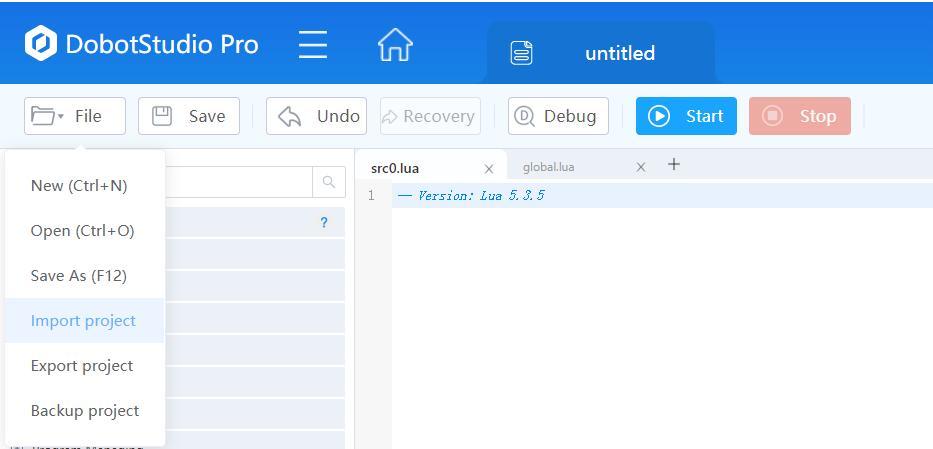 DobotStudio Pro
untitled
File
Save
Undo
Recovery
Debug
Start
Stop
New (Ctrl+N)
Open (Ctrl+O)
Save As (F12)
Import project
Export project
Backup project
?
src0.lua
global.lua
1
-- Version: Lua 5.3.5